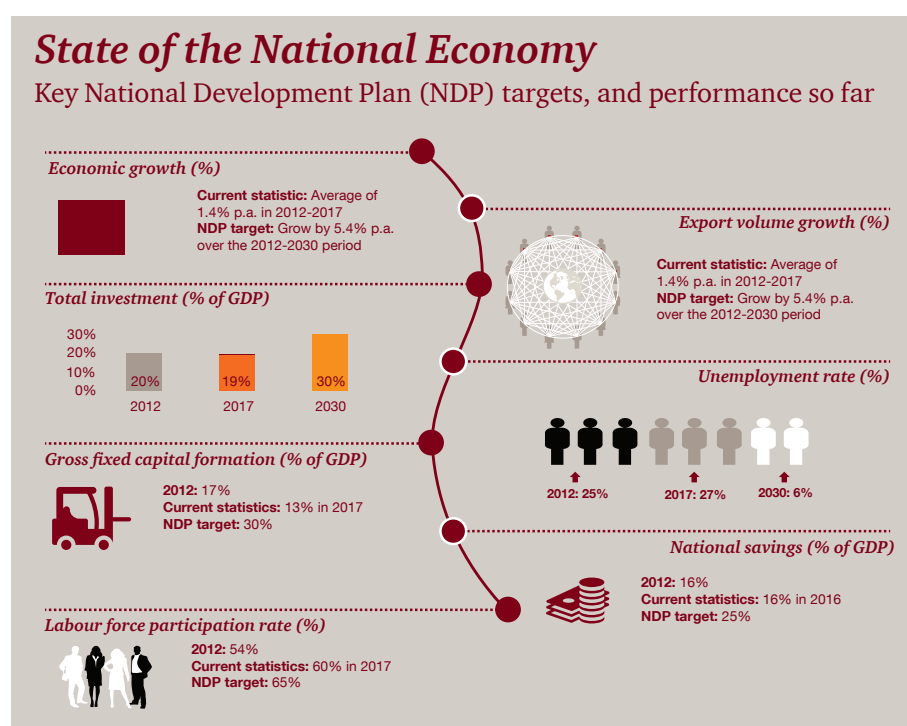 State of the National Economy
Key National Development Plan (NDP) targets, and performance so far
Economic growth (%)
Current statistic: Average of
1.4% p.a. in 2012-2017
NDP target: Grow by 5.4% p.a.
over the 2012-2030 period
Export volume growth (%)
Current statistic: Average of
1.4% p.a. in 2012-2017
NDP target: Grow by 5.4% p.a.
over the 2012-2030 period
Total investment (% of GDP)
30%
20%
10%
0%
20%
19%
30%
2012
2017
2030
Unemployment rate (%)
2012: 25%
2017: 27%
2030: 6%
Gross fixed capital formation (% of GDP)
2012: 17%
Current statistics: 13% in 2017
NDP target: 30%
National savings (% of GDP)
2012: 16%
Current statistics: 16% in 2016
NDP target: 25%
Labour force participation rate (%)
2012: 54%
Current statistics: 60% in 2017
NDP target: 65%